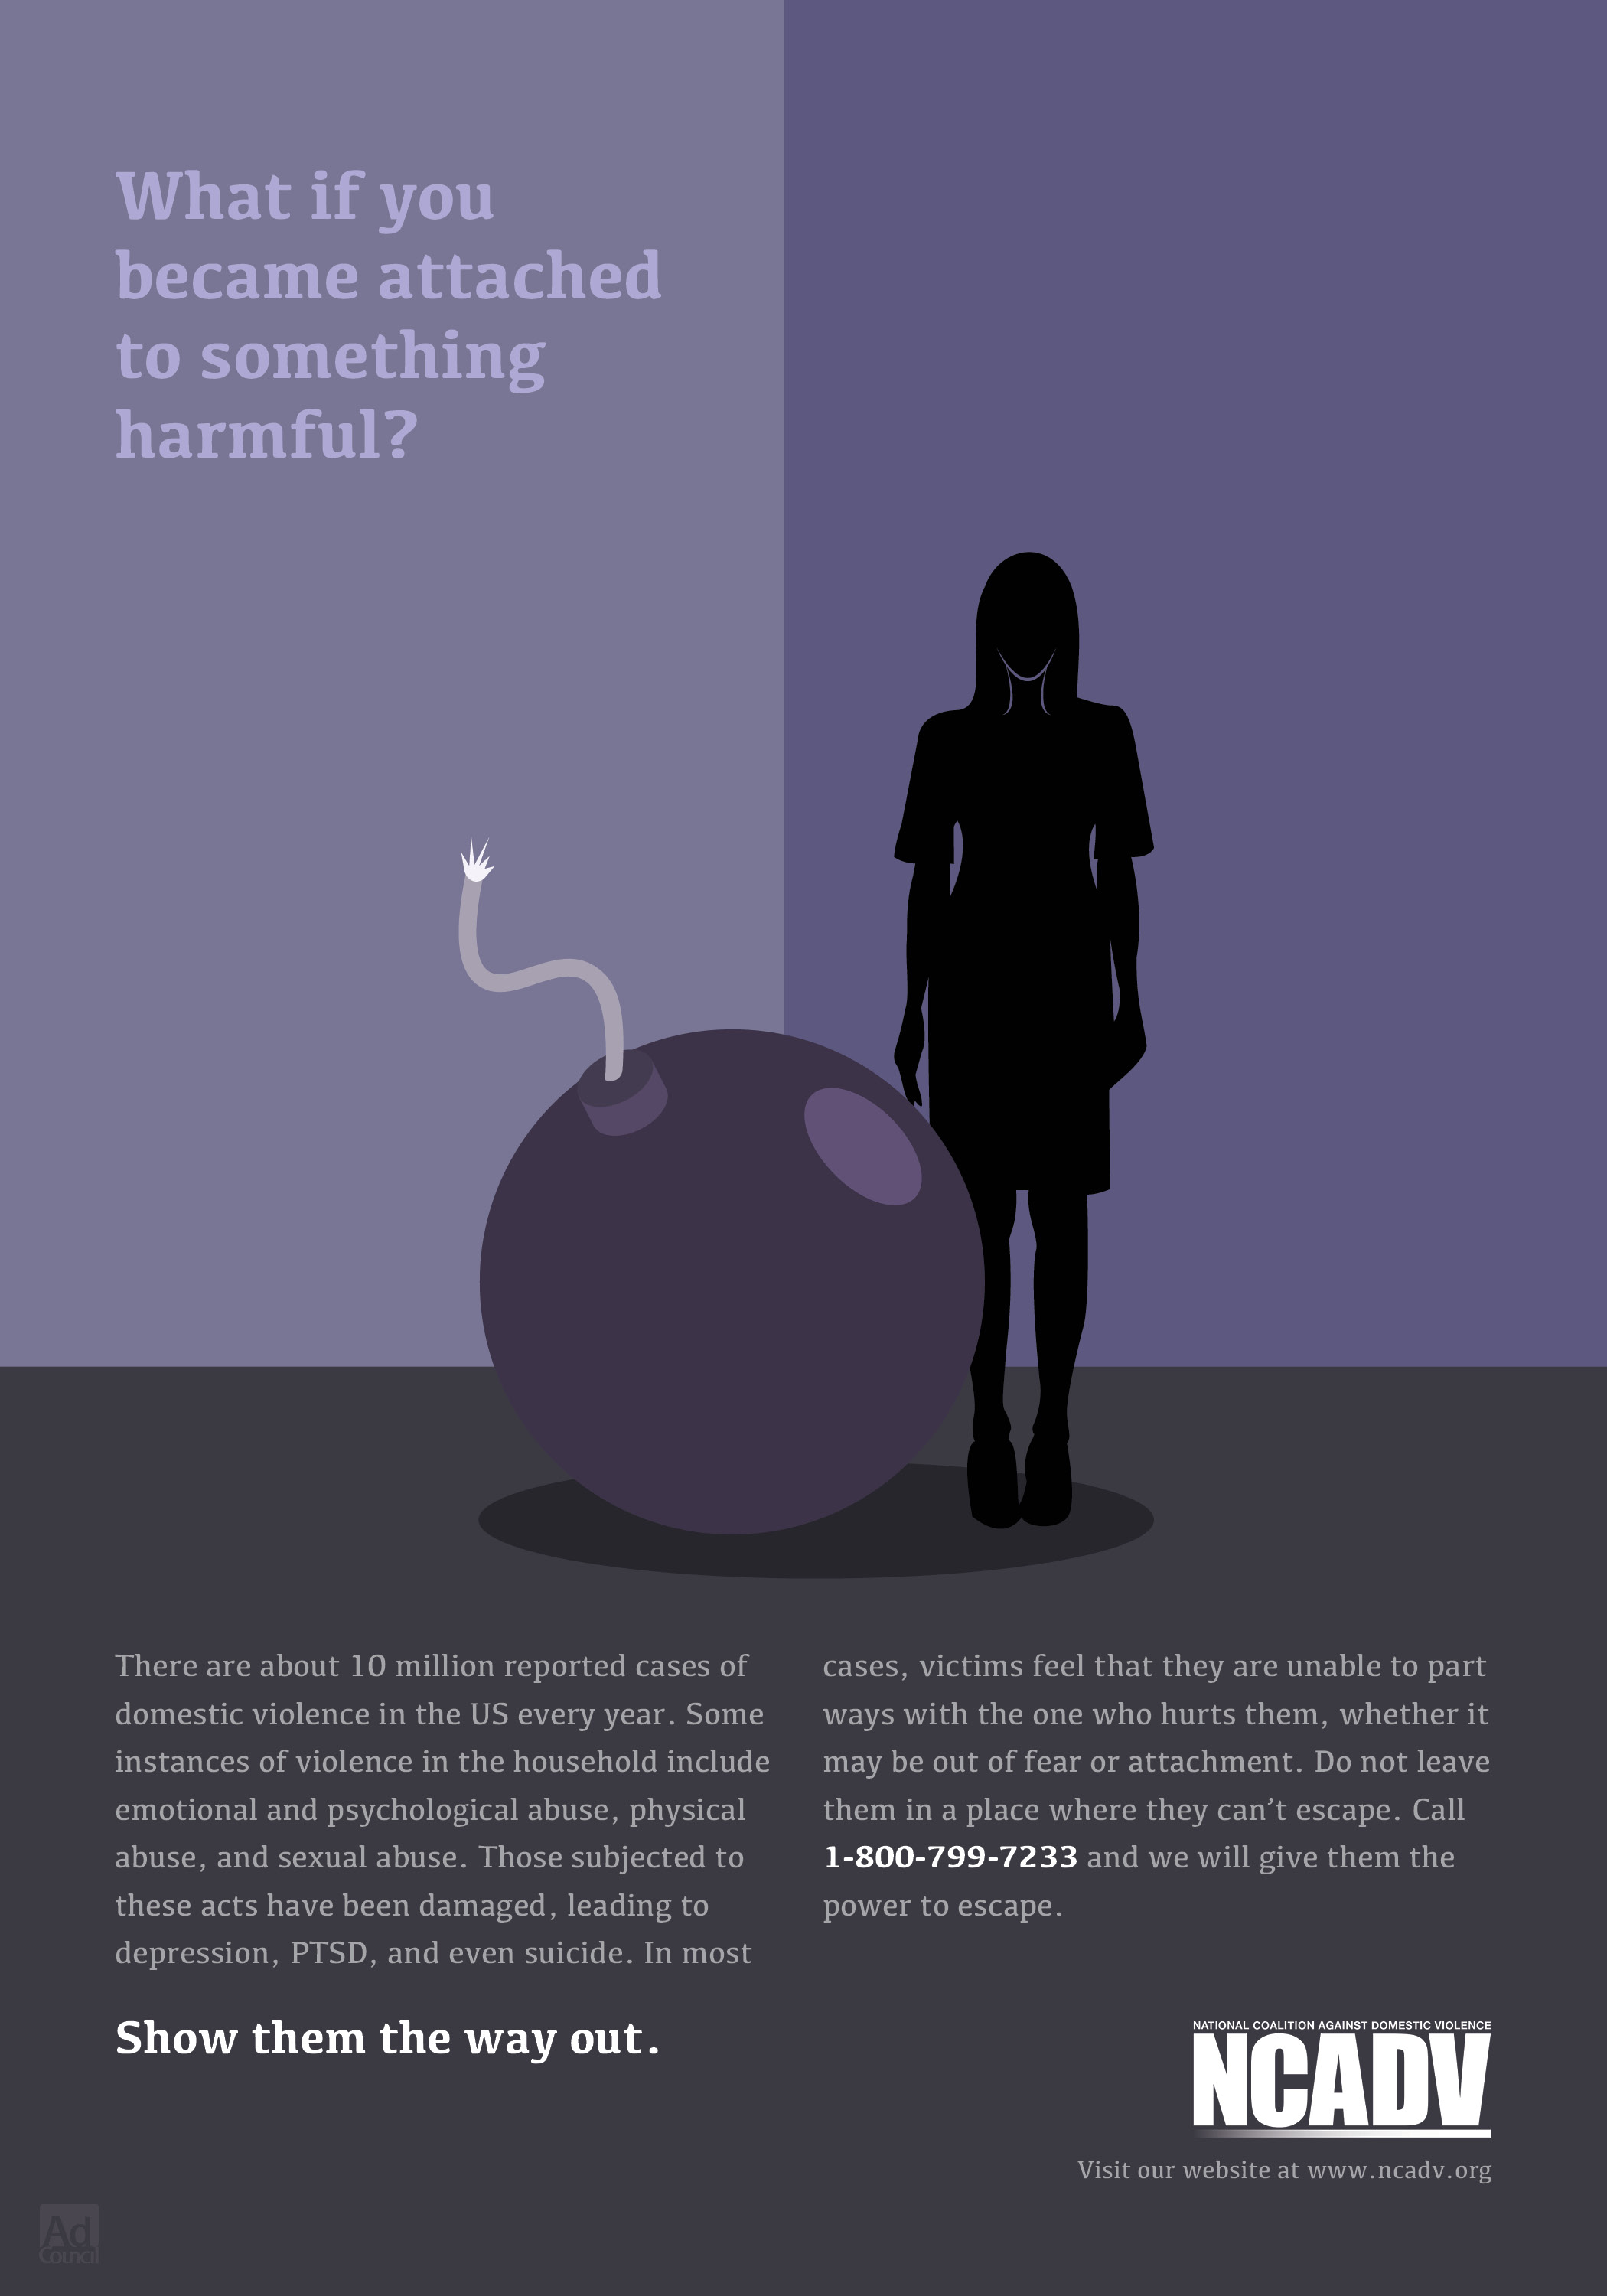 What if you
became attached
to something
harmful?
There are about 10 million reported cases of
domestic violence in the US every year. Some
instances of violence in the household include
emotional and psychological abuse, physical
abuse, and sexual abuse. Those subjected to
these acts have been damaged, leading to
depression, PTSD, and even suicide. In most
cases, victims feel that they are unable to part
ways with the one who hurts them, whether it
may be out of fear or attachment. Do not leave
them in a place where they can’t escape. Call
1-800-799-7233 and we will give them the
power to escape.
Show them the way out.
NATIONAL COALITION AGAINST DOMESTIC VIOLENCE
NCADV
Visit our website at www.ncadv.org
Ad
Council